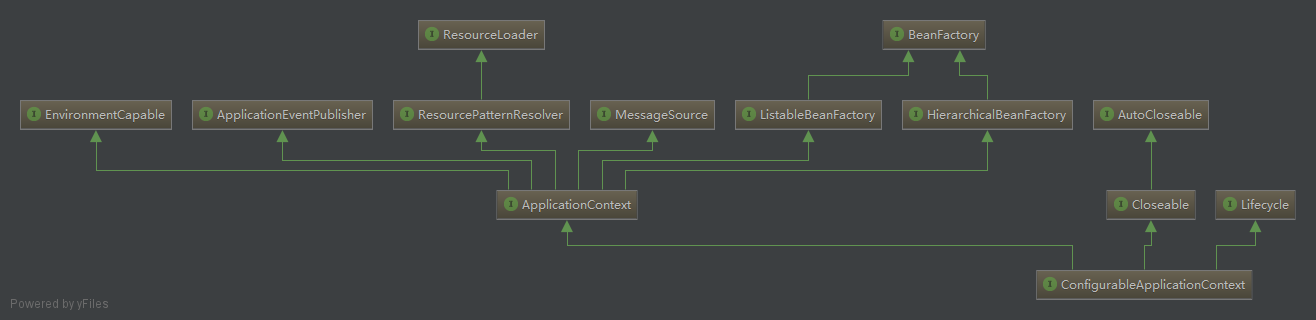 I ResourceLoader
I BeanFactory
I EnvironmentCapable
I ApplicationEventPublisher
I ResourcePatternResolver
I MessageSource
I ListableBeanFactory
I HierarchicalBeanFactory
I AutoCloseable
I ApplicationContext
I Closeable
I Lifecycle
I ConfigurableApplicationContext
Powered by yFiles